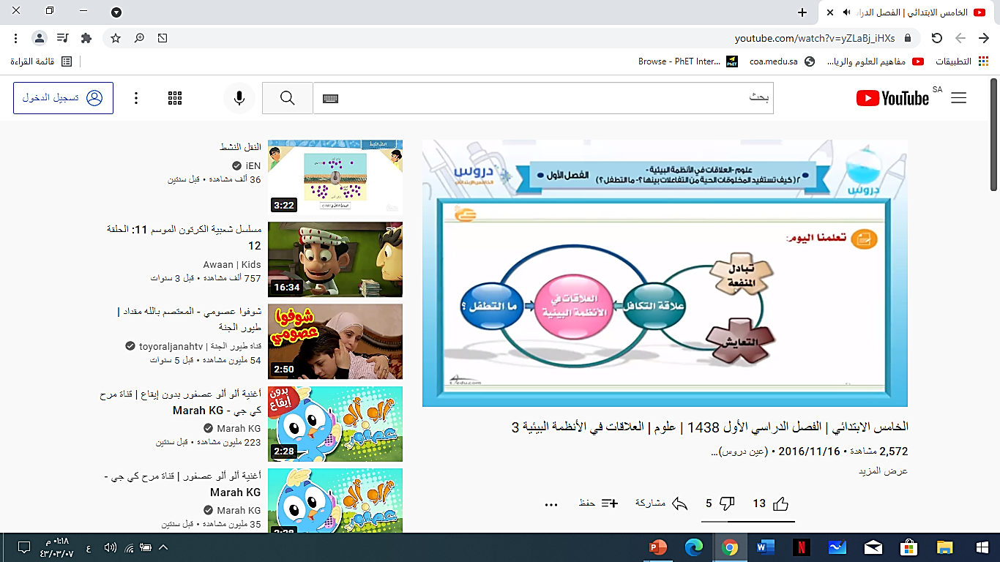 الخامس الابتدائي | الفصل الدرا
youtube.com/watch?v=yZLaBj_iHXs
التطبيقات
مفاهيم العلوم والريا...
coa.medu.sa
Browse - PhET Inter...
قائمة القراءة
YouTube SA
بحث
تسجيل الدخول
علوم -العلاقات في الأنظمة البيئية -
٢( كيف تستفيد المخلوقات الحية من التفاعلات بينها ؟- ما التطفل ؟)
الفصل الأول
دروس
الخامس الابتدائي
دروس
تعلمنا اليوم:
تبادل
المنفعة
علاقة التكافل
العلاقات في
الأنظمة البيئية
ما التطفل ؟
التعايش
الخامس الابتدائي | الفصل الدراسي الأول 1438 | علوم | العلاقات في الأنظمة البيئية 3
2,572 مشاهدة • 2016/11/16 • (عين دروس)...
عرض المزيد
13
5
مشاركة
حفظ
...
النقل النشط
iEN
36 ألف مشاهدة • قبل سنتين
3:22
مسلسل شعبية الكرتون الموسم 11: الحلقة
12
Awaan | Kids
757 ألف مشاهدة • قبل 3 سنوات
16:34
شوفوا عصومي - المعتصم بالله مقداد |
طيور الجنة
قناة طيور الجنة | toyoraljanahtv
54 مليون مشاهدة • قبل 5 سنوات
شوفوا
عصومي
2:50
أغنية ألو ألو عصفور بدون إيقاع | قناة مرح
كي جي - Marah KG
Marah KG
223 مليون مشاهدة • قبل سنتين
بدون
إيقاع
ألو ألو
عصفور
2:28
أغنية ألو ألو عصفور | قناة مرح كي جي -
Marah KG
Marah KG
35 مليون مشاهدة • قبل سنتين
ألو ألو
عصفور
٠١:١٨ م
٤٣/٠٣/٠٧
ع